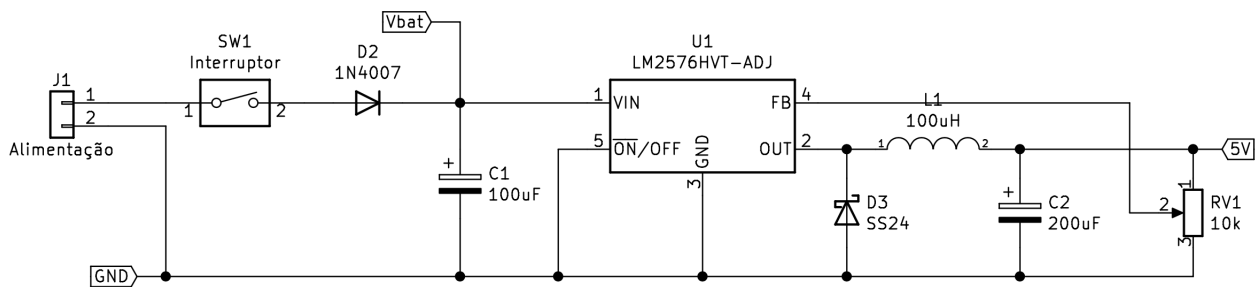 Vbat
SW1
Interruptor
D2
1N4007
U1
LM2576HVT-ADJ
J1
1
2
Alimentação
1
2
1
VIN
FB
4
L1
100uH
5
ON/OFF
GND
3
OUT
2
1
2
5V
+
C1
100uF
D3
SS24
+
C2
200uF
1
2
3
RV1
10k
GND